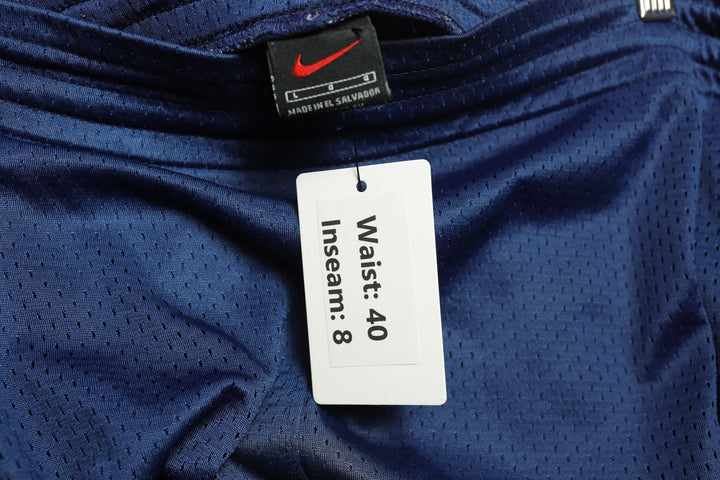 L G G
MADE IN EL SALVADOR
Waist: 40
Inseam: 8